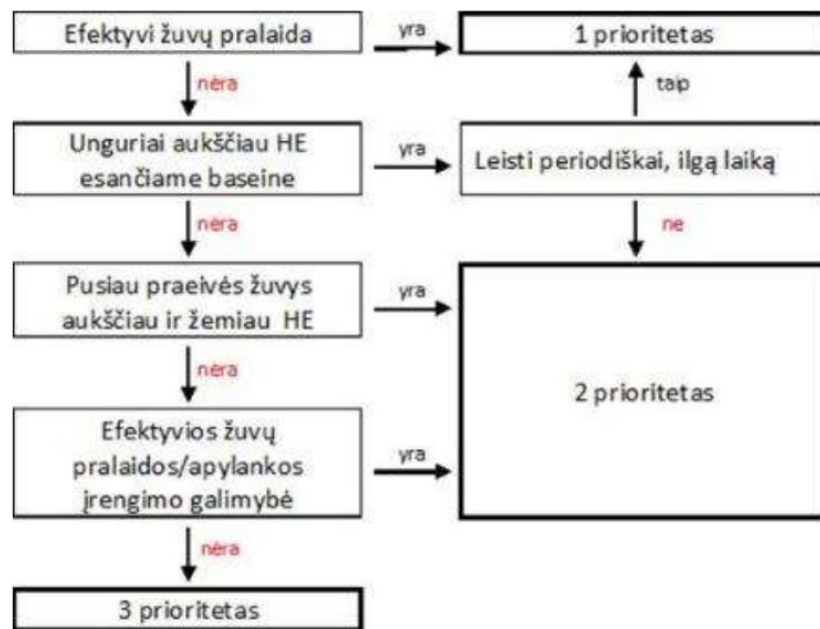 Efektyvi žuvų pralaida
yra
1 prioritetas
nėra
taip
Unguriai aukščiau HE
esančiame baseine
yra
Leisti periodiškai, ilgą laiką
nėra
ne
Pusiau praeivės žuvys
aukščiau ir žemiau HE
yra
2 prioritetas
nėra
Efektyvios žuvų
pralaidos/apylankos
įrengimo galimybė
yra
nėra
3 prioritetas